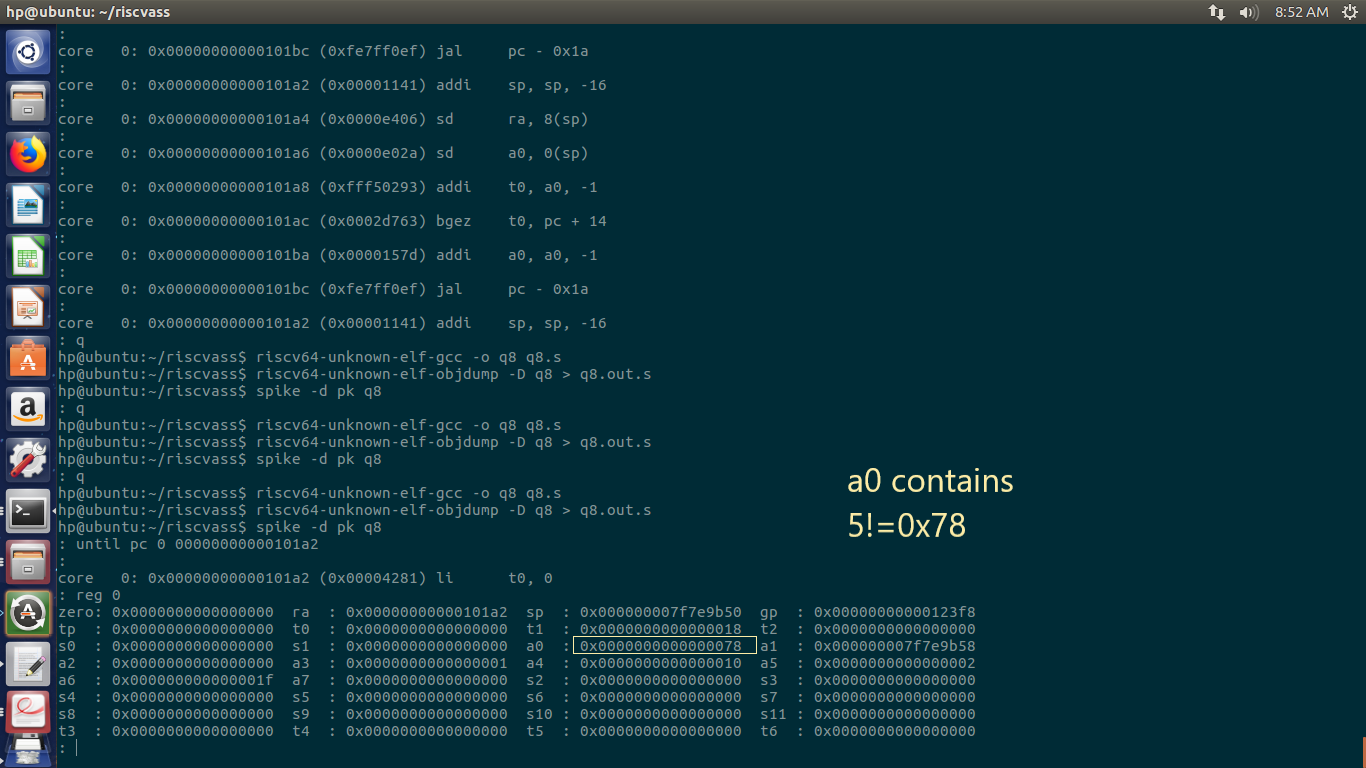 hp@ubuntu: ~/riscvass 8:52 AM
:
core   0: 0x00000000000101bc (0xfe7ff0ef) jal     pc - 0x1a
:
core   0: 0x00000000000101a2 (0x00001141) addi    sp, sp, -16
:
core   0: 0x00000000000101a4 (0x0000e406) sd      ra, 8(sp)
:
core   0: 0x00000000000101a6 (0x0000e02a) sd      a0, 0(sp)
:
core   0: 0x00000000000101a8 (0xfff50293) addi    t0, a0, -1
:
core   0: 0x00000000000101ac (0x0002d763) bgez    t0, pc + 14
:
core   0: 0x00000000000101ba (0x0000157d) addi    a0, a0, -1
:
core   0: 0x00000000000101bc (0xfe7ff0ef) jal     pc - 0x1a
:
core   0: 0x00000000000101a2 (0x00001141) addi    sp, sp, -16
: q
hp@ubuntu:~/riscvass$ riscv64-unknown-elf-gcc -o q8 q8.s
hp@ubuntu:~/riscvass$ riscv64-unknown-elf-objdump -D q8 > q8.out.s
hp@ubuntu:~/riscvass$ spike -d pk q8
: q
hp@ubuntu:~/riscvass$ riscv64-unknown-elf-gcc -o q8 q8.s
hp@ubuntu:~/riscvass$ riscv64-unknown-elf-objdump -D q8 > q8.out.s
hp@ubuntu:~/riscvass$ spike -d pk q8
: q
hp@ubuntu:~/riscvass$ riscv64-unknown-elf-gcc -o q8 q8.s
hp@ubuntu:~/riscvass$ riscv64-unknown-elf-objdump -D q8 > q8.out.s
hp@ubuntu:~/riscvass$ spike -d pk q8
: until pc 0 00000000000101a2
:
core   0: 0x00000000000101a2 (0x00004281) li      t0, 0
: reg 0
zero: 0x0000000000000000  ra  : 0x00000000000101a2  sp  : 0x000000007f7e9b50  gp  : 0x00000000000123f8
tp  : 0x0000000000000000  t0  : 0x0000000000000000  t1  : 0x0000000000000018  t2  : 0x0000000000000000
s0  : 0x0000000000000000  s1  : 0x0000000000000000  a0  : 0x0000000000000078  a1  : 0x000000007f7e9b58
a2  : 0x0000000000000000  a3  : 0x0000000000000001  a4  : 0x0000000000000010  a5  : 0x0000000000000002
a6  : 0x000000000000001f  a7  : 0x0000000000000000  s2  : 0x0000000000000000  s3  : 0x0000000000000000
s4  : 0x0000000000000000  s5  : 0x0000000000000000  s6  : 0x0000000000000000  s7  : 0x0000000000000000
s8  : 0x0000000000000000  s9  : 0x0000000000000000  s10 : 0x0000000000000000  s11 : 0x0000000000000000
t3  : 0x0000000000000000  t4  : 0x0000000000000000  t5  : 0x0000000000000000  t6  : 0x0000000000000000
:
a0 contains
5!=0x78